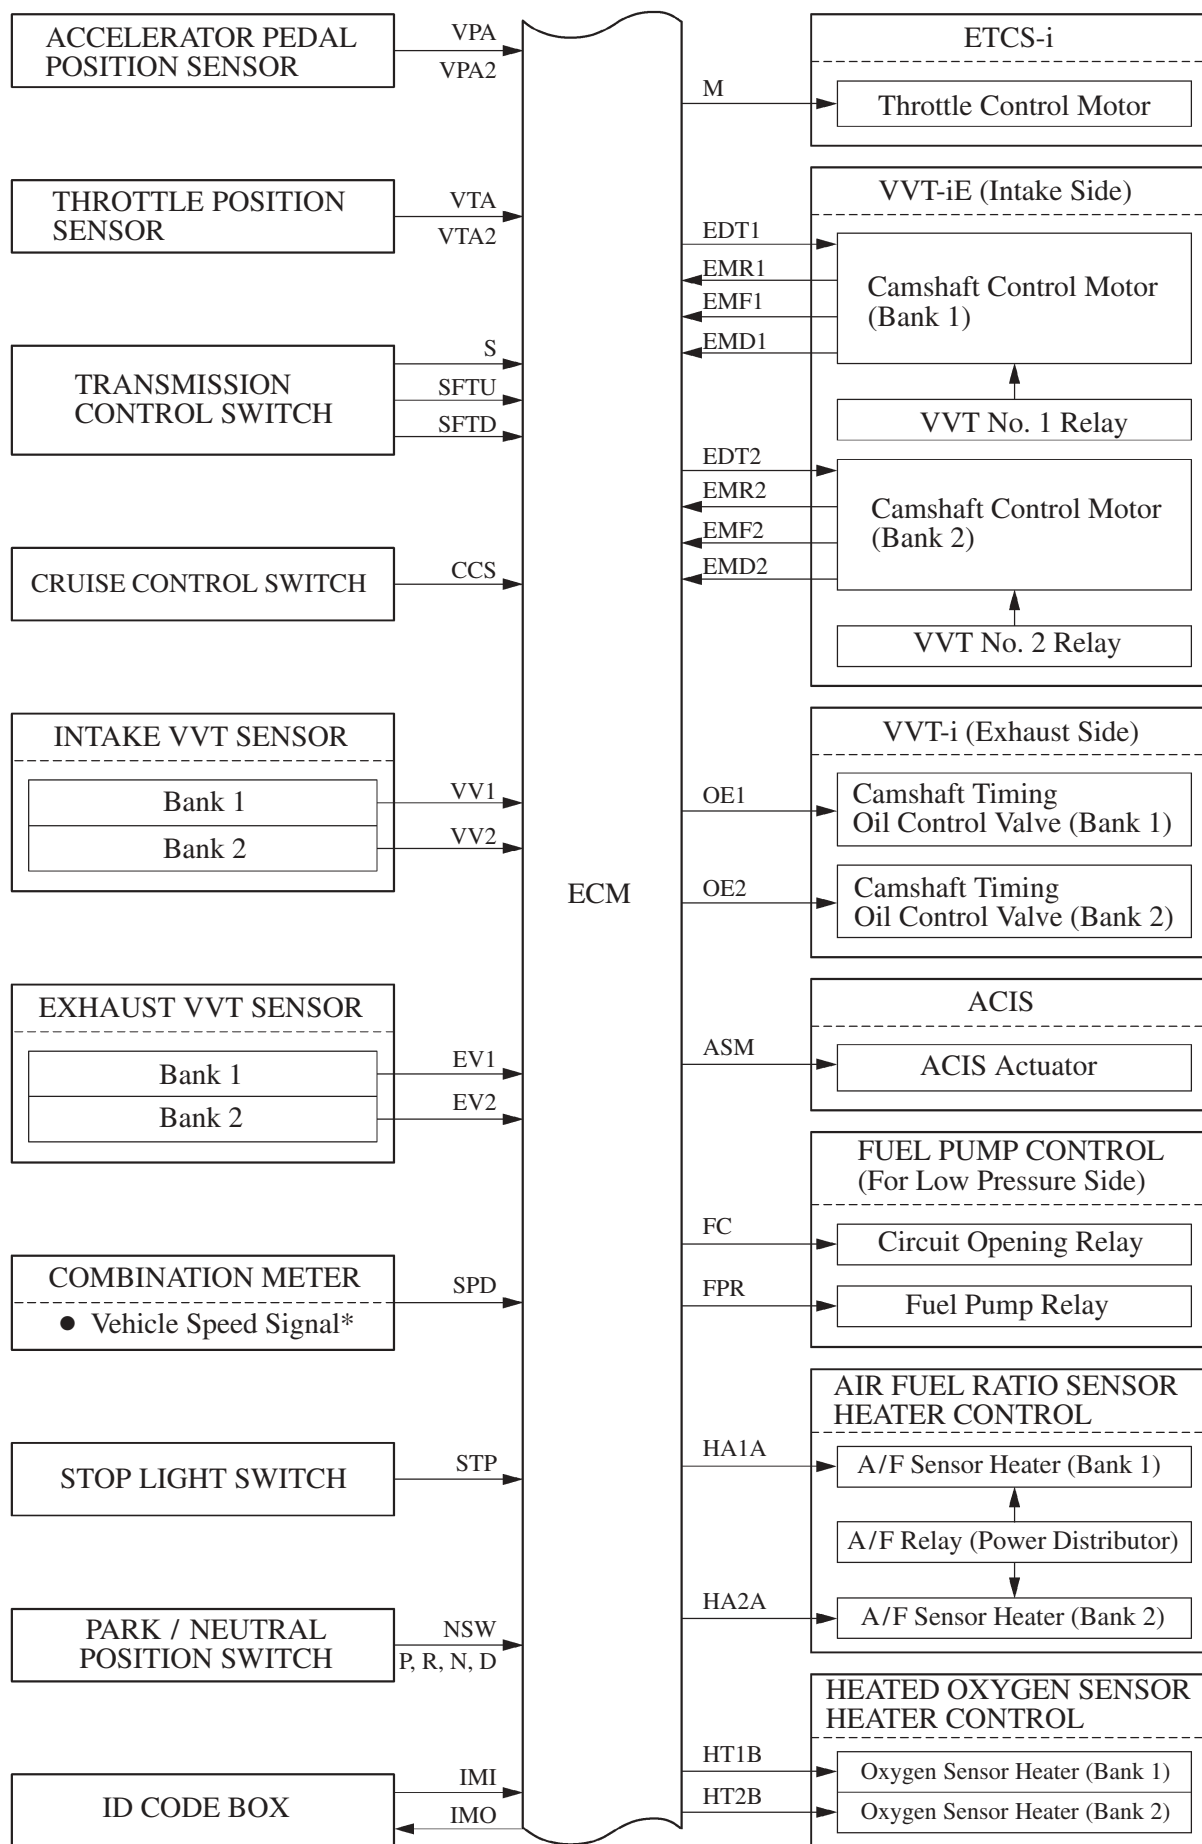 ACCELERATOR PEDAL
POSITION SENSOR
VPA
VPA2
THROTTLE POSITION
SENSOR
VTA
VTA2
TRANSMISSION
CONTROL SWITCH
S
SFTU
SFTD
CRUISE CONTROL SWITCH
CCS
INTAKE VVT SENSOR
Bank 1
VV1
Bank 2
VV2
EXHAUST VVT SENSOR
Bank 1
EV1
Bank 2
EV2
COMBINATION METER
● Vehicle Speed Signal*
SPD
STOP LIGHT SWITCH
STP
PARK / NEUTRAL
POSITION SWITCH
NSW
P, R, N, D
ID CODE BOX
IMI
IMO
ECM
ETCS-i
M
Throttle Control Motor
VVT-iE (Intake Side)
EDT1
EMR1
EMF1
EMD1
Camshaft Control Motor
(Bank 1)
VVT No. 1 Relay
EDT2
EMR2
EMF2
EMD2
Camshaft Control Motor
(Bank 2)
VVT No. 2 Relay
VVT-i (Exhaust Side)
OE1
Camshaft Timing
Oil Control Valve (Bank 1)
OE2
Camshaft Timing
Oil Control Valve (Bank 2)
ACIS
ASM
ACIS Actuator
FUEL PUMP CONTROL
(For Low Pressure Side)
FC
Circuit Opening Relay
FPR
Fuel Pump Relay
AIR FUEL RATIO SENSOR
HEATER CONTROL
HA1A
A/F Sensor Heater (Bank 1)
A/F Relay (Power Distributor)
HA2A
A/F Sensor Heater (Bank 2)
HEATED OXYGEN SENSOR
HEATER CONTROL
HT1B
Oxygen Sensor Heater (Bank 1)
HT2B
Oxygen Sensor Heater (Bank 2)